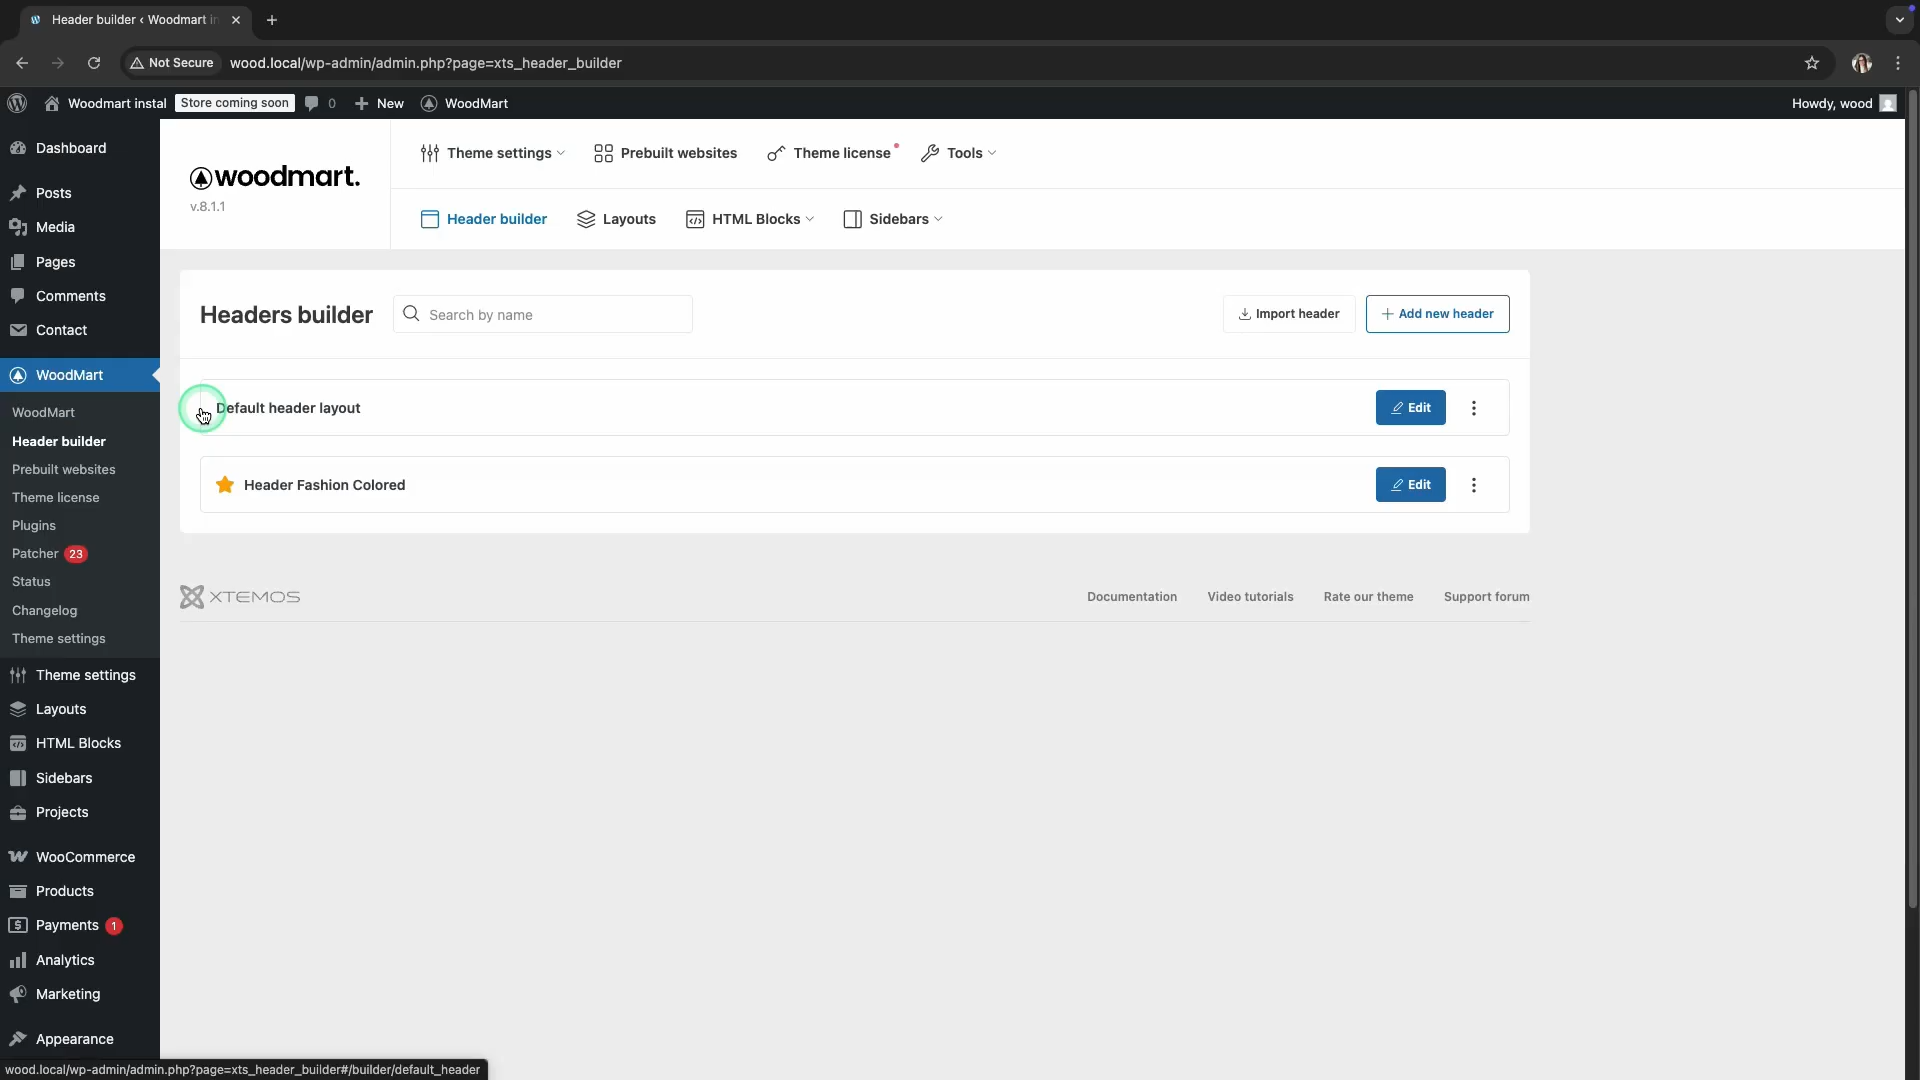 Header builder ‹ Woodmart in
Not Secure
wood.local/wp-admin/admin.php?page=xts_header_builder
Woodmart instal
Store coming soon
0
New
WoodMart
Howdy, wood
Dashboard
Posts
Media
Pages
Comments
Contact
WoodMart
WoodMart
Header builder
Prebuilt websites
Theme license
Plugins
Patcher 23
Status
Changelog
Theme settings
Theme settings
Layouts
HTML Blocks
Sidebars
Projects
WooCommerce
Products
Payments 1
Analytics
Marketing
Appearance
woodmart.
v.8.1.1
Theme settings
Prebuilt websites
Theme license
Tools
Header builder
Layouts
HTML Blocks
Sidebars
Headers builder
Search by name
Import header
Add new header
Default header layout
Edit
Header Fashion Colored
Edit
XTEMOS
Documentation
Video tutorials
Rate our theme
Support forum
wood.local/wp-admin/admin.php?page=xts_header_builder#/builder/default_header